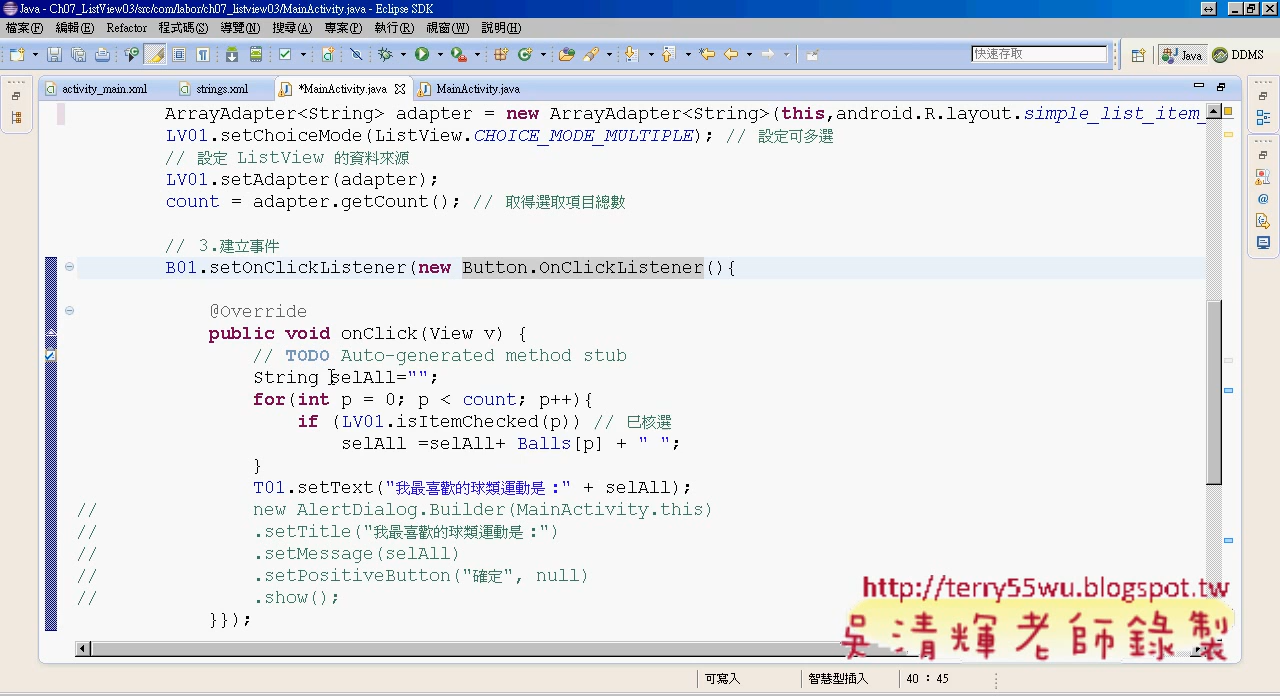 Java - Ch07_ListView03/src/com/labor/ch07_listview03/MainActivity.java - Eclipse SDK
檔案(F) 編輯(E) Refactor 程式碼(S) 導覽(N) 搜尋(A) 專案(P) 執行(R) 視窗(W) 說明(H)
快速存取 Java DDMS
activity_main.xml strings.xml *MainActivity.java MainActivity.java
ArrayAdapter<String> adapter = new ArrayAdapter<String>(this,android.R.layout.simple_list_item_
LV01.setChoiceMode(ListView.CHOICE_MODE_MULTIPLE); // 設定可多選
// 設定 ListView 的資料來源
LV01.setAdapter(adapter);
count = adapter.getCount(); // 取得選取項目總數
// 3.建立事件
B01.setOnClickListener(new Button.OnClickListener(){
@Override
public void onClick(View v) {
// TODO Auto-generated method stub
String selAll="";
for(int p = 0; p < count; p++){
if (LV01.isItemChecked(p)) // 已核選
selAll =selAll+ Balls[p] + " ";
}
T01.setText("我最喜歡的球類運動是：" + selAll);
// new AlertDialog.Builder(MainActivity.this)
// .setTitle("我最喜歡的球類運動是：")
// .setMessage(selAll)
// .setPositiveButton("確定", null)
// .show();
}});
http://terry55wu.blogspot.tw
吳清輝老師錄製
可寫入 智慧型插入 40 : 45